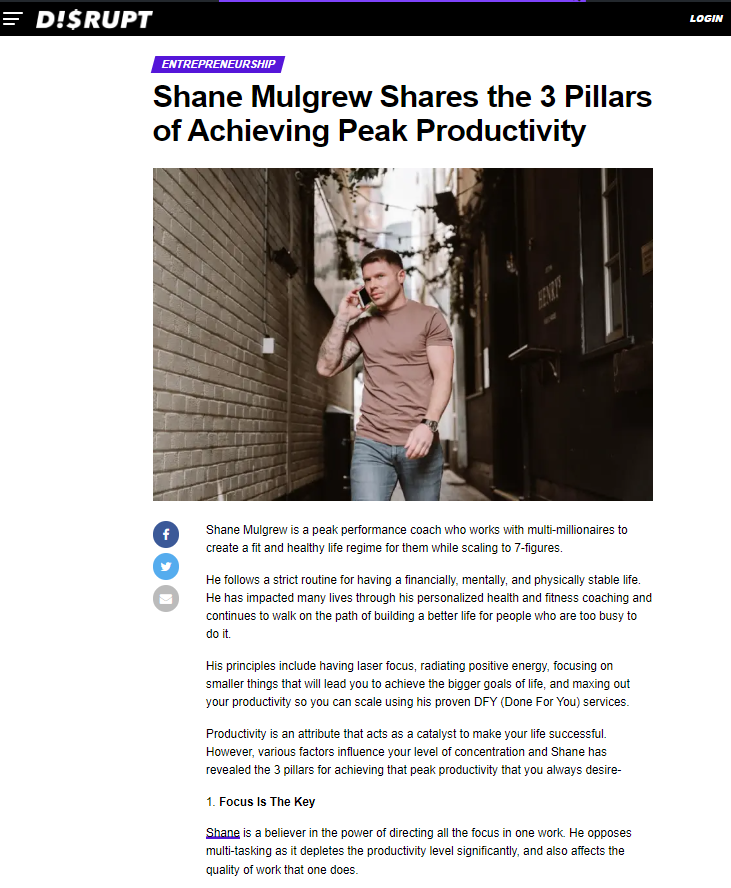 D!$RUPT
LOGIN
ENTREPRENEURSHIP
Shane Mulgrew Shares the 3 Pillars
of Achieving Peak Productivity
HENRY
Shane Mulgrew is a peak performance coach who works with multi-millionaires to
create a fit and healthy life regime for them while scaling to 7-figures.
He follows a strict routine for having a financially, mentally, and physically stable life.
He has impacted many lives through his personalized health and fitness coaching and
continues to walk on the path of building a better life for people who are too busy to
do it.
His principles include having laser focus, radiating positive energy, focusing on
smaller things that will lead you to achieve the bigger goals of life, and maxing out
your productivity so you can scale using his proven DFY (Done For You) services.
Productivity is an attribute that acts as a catalyst to make your life successful.
However, various factors influence your level of concentration and Shane has
revealed the 3 pillars for achieving that peak productivity that you always desire-
1. Focus Is The Key
Shane is a believer in the power of directing all the focus in one work. He opposes
multi-tasking as it depletes the productivity level significantly, and also affects the
quality of work that one does.